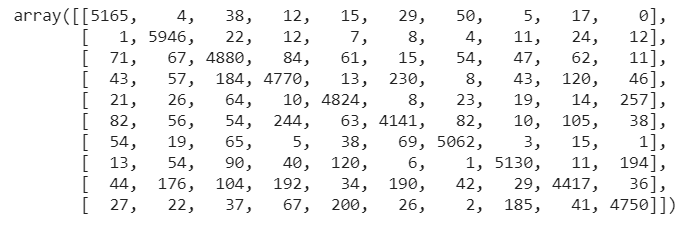 array([[5165, 4, 38, 12, 15, 29, 50, 5, 17, 0],
[ 1, 5946, 22, 12, 7, 8, 4, 11, 24, 12],
[ 71, 67, 4880, 84, 61, 15, 54, 47, 62, 11],
[ 43, 57, 184, 4770, 13, 230, 8, 43, 120, 46],
[ 21, 26, 64, 10, 4824, 8, 23, 19, 14, 257],
[ 82, 56, 54, 244, 63, 4141, 82, 10, 105, 38],
[ 54, 19, 65, 5, 38, 69, 5062, 3, 15, 1],
[ 13, 54, 90, 40, 120, 6, 1, 5130, 11, 194],
[ 44, 176, 104, 192, 34, 190, 42, 29, 4417, 36],
[ 27, 22, 37, 67, 200, 26, 2, 185, 41, 4750]])